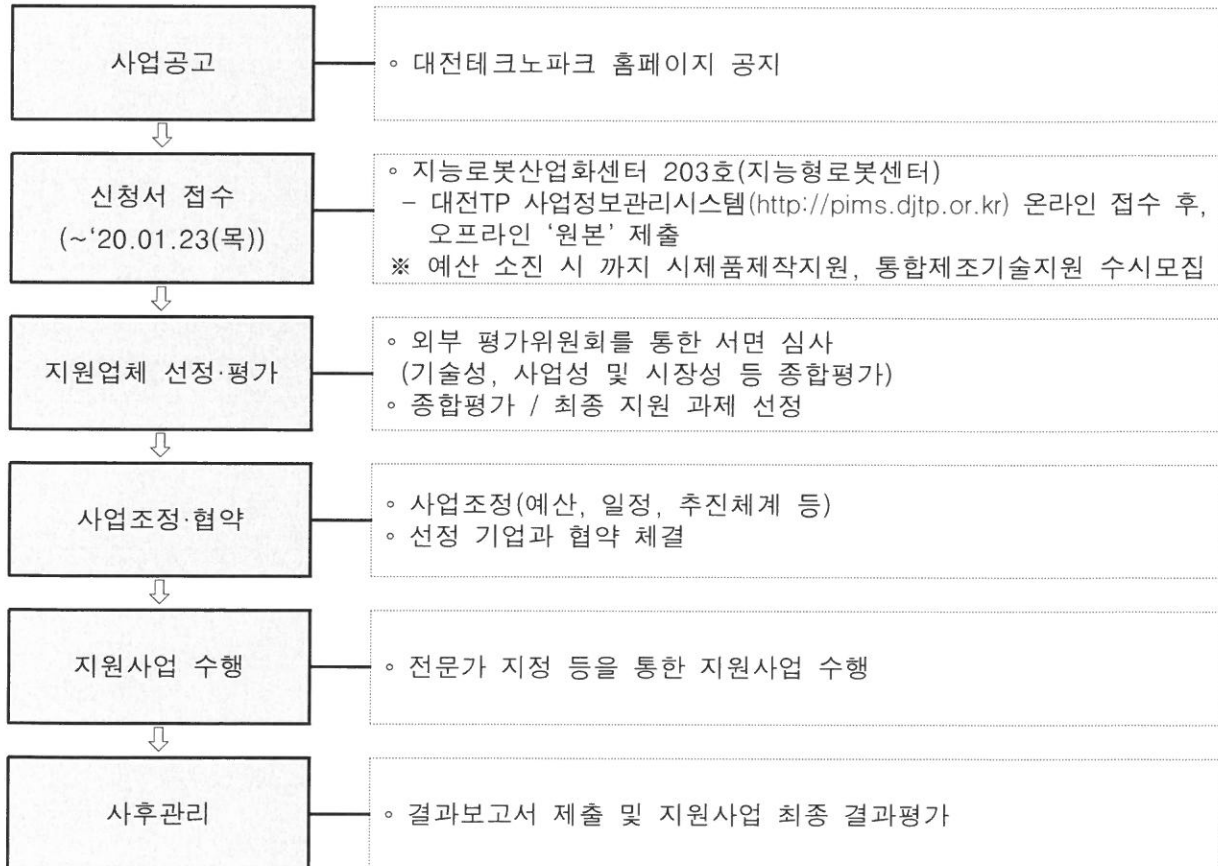 사업공고
◦ 대전테크노파크 홈페이지 공지
신청서 접수
(~‘20.01.23(목))
◦ 지능로봇산업화센터 203호(지능형로봇센터)
– 대전TP 사업정보관리시스템(http://pims.djtp.or.kr) 온라인 접수 후,
오프라인 ‘원본’ 제출
※ 예산 소진 시 까지 시제품제작지원, 통합제조기술지원 수시모집
지원업체 선정·평가
◦ 외부 평가위원회를 통한 서면 심사
(기술성, 사업성 및 시장성 등 종합평가)
◦ 종합평가 / 최종 지원 과제 선정
사업조정·협약
◦ 사업조정(예산, 일정, 추진체계 등)
◦ 선정 기업과 협약 체결
지원사업 수행
◦ 전문가 지정 등을 통한 지원사업 수행
사후관리
◦ 결과보고서 제출 및 지원사업 최종 결과평가